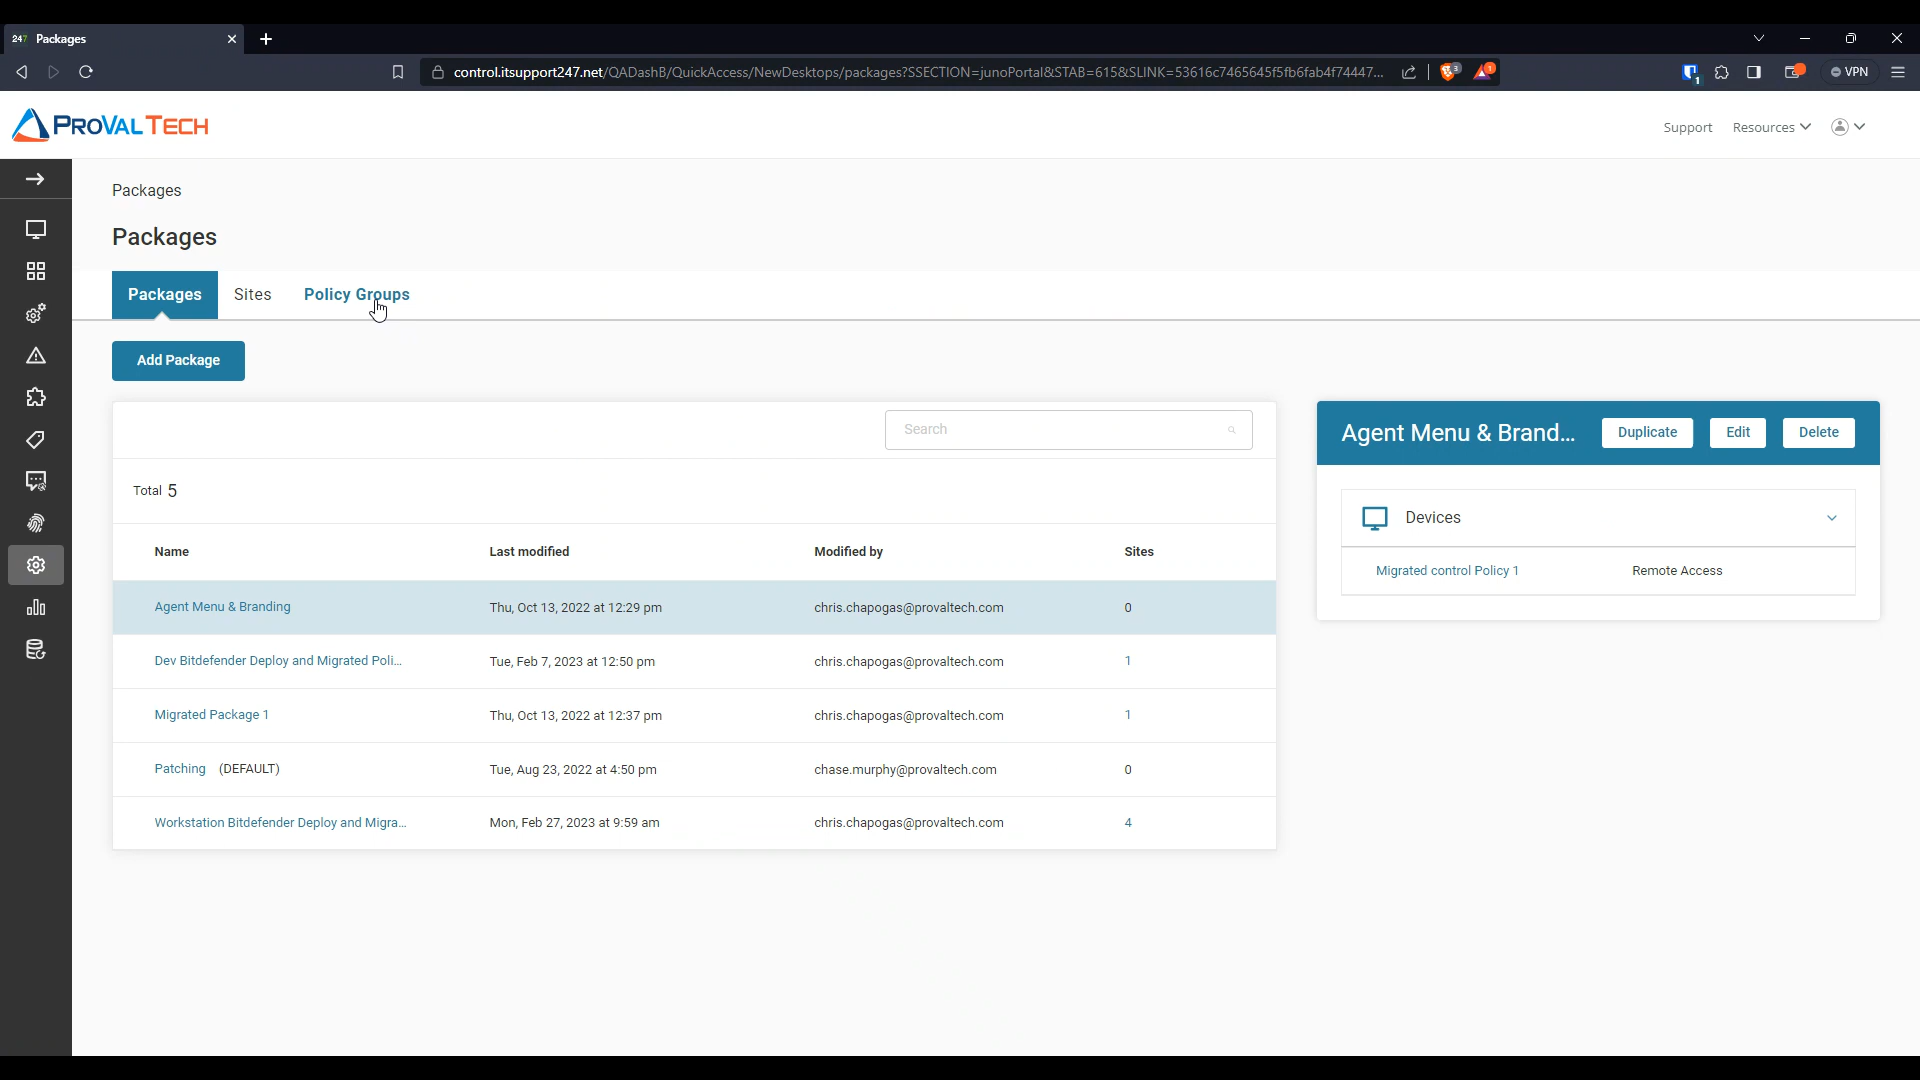 247 Packages
control.itsupport247.net/QADashB/QuickAccess/NewDesktops/packages?SSECTION=junoPortal&STAB=615&SLINK=53616c7465645f5fb6fab4f74447...
3
1
1
VPN
PROVAL TECH
Support
Resources
Packages
Packages
Packages
Sites
Policy Groups
Add Package
Search
Total 5
Name Last modified Modified by Sites
Agent Menu & Branding Thu, Oct 13, 2022 at 12:29 pm chris.chapogas@provaltech.com 0
Dev Bitdefender Deploy and Migrated Poli... Tue, Feb 7, 2023 at 12:50 pm chris.chapogas@provaltech.com 1
Migrated Package 1 Thu, Oct 13, 2022 at 12:37 pm chris.chapogas@provaltech.com 1
Patching (DEFAULT) Tue, Aug 23, 2022 at 4:50 pm chase.murphy@provaltech.com 0
Workstation Bitdefender Deploy and Migra... Mon, Feb 27, 2023 at 9:59 am chris.chapogas@provaltech.com 4
Agent Menu & Brand... Duplicate Edit Delete
Devices
Migrated control Policy 1 Remote Access